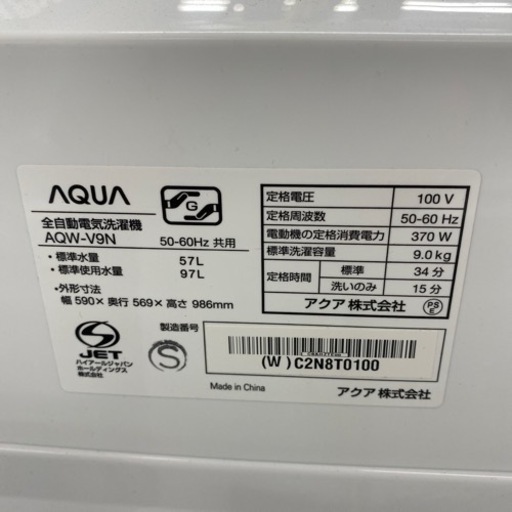 AQUA
G
全自動電気洗濯機
AQW-V9N
50-60Hz 共用
・標準水量 57L
・標準使用水量 97L
・外形寸法
幅 590×奥行 569×高さ 986mm
定格電圧 100 V
定格周波数 50-60 Hz
電動機の定格消費電力 370 W
標準洗濯容量 9.0kg
定格時間 標準 34 分
洗いのみ 15 分
アクア 株式会社
PS
E
S
JET
ハイアールジャパン
ホールディングス
株式会社
製造番号
S
(W) C2N8T0100
Made in China
アクア 株式会社